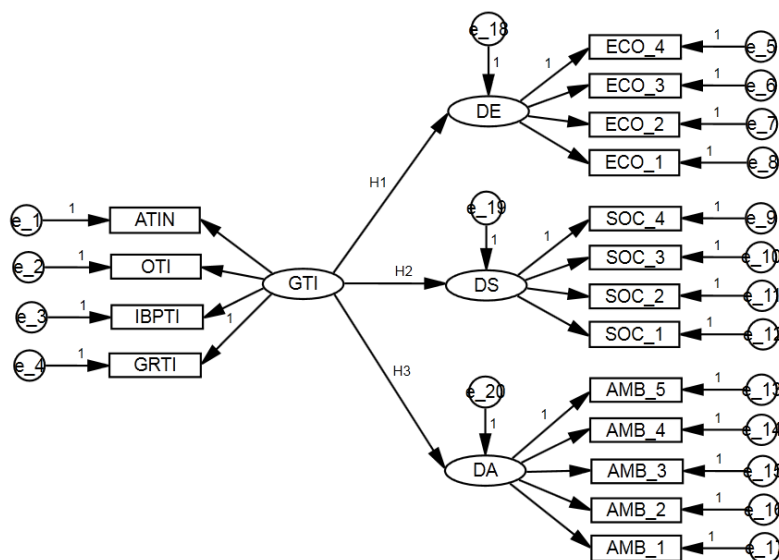 e_18
1
1
ECO_4
1
e_5
ECO_3
1
e_6
DE
ECO_2
1
e_7
ECO_1
1
e_8
H1
e_19
1
1
SOC_4
1
e_9
SOC_3
1
e_10
DS
SOC_2
1
e_11
SOC_1
1
e_12
e_1
1
ATIN
e_2
1
OTI
GTI
H2
e_3
1
IBPTI
1
e_4
1
GRTI
H3
e_20
1
1
AMB_5
1
e_13
AMB_4
1
e_14
DA
AMB_3
1
e_15
AMB_2
1
e_16
AMB_1
1
e_17